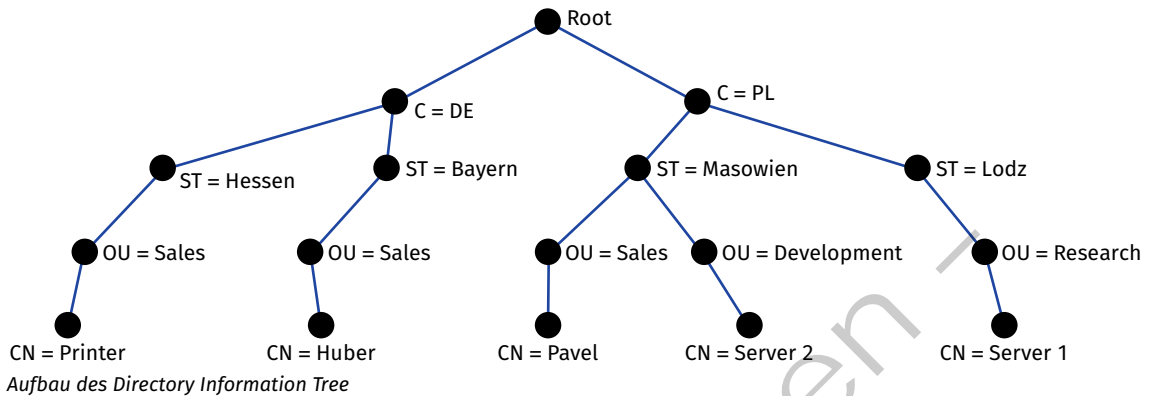 Root
C = DE
C = PL
ST = Hessen
ST = Bayern
ST = Masowien
ST = Lodz
OU = Sales
OU = Sales
OU = Sales
OU = Development
OU = Research
CN = Printer
CN = Huber
CN = Pavel
CN = Server 2
CN = Server 1
Aufbau des Directory Information Tree